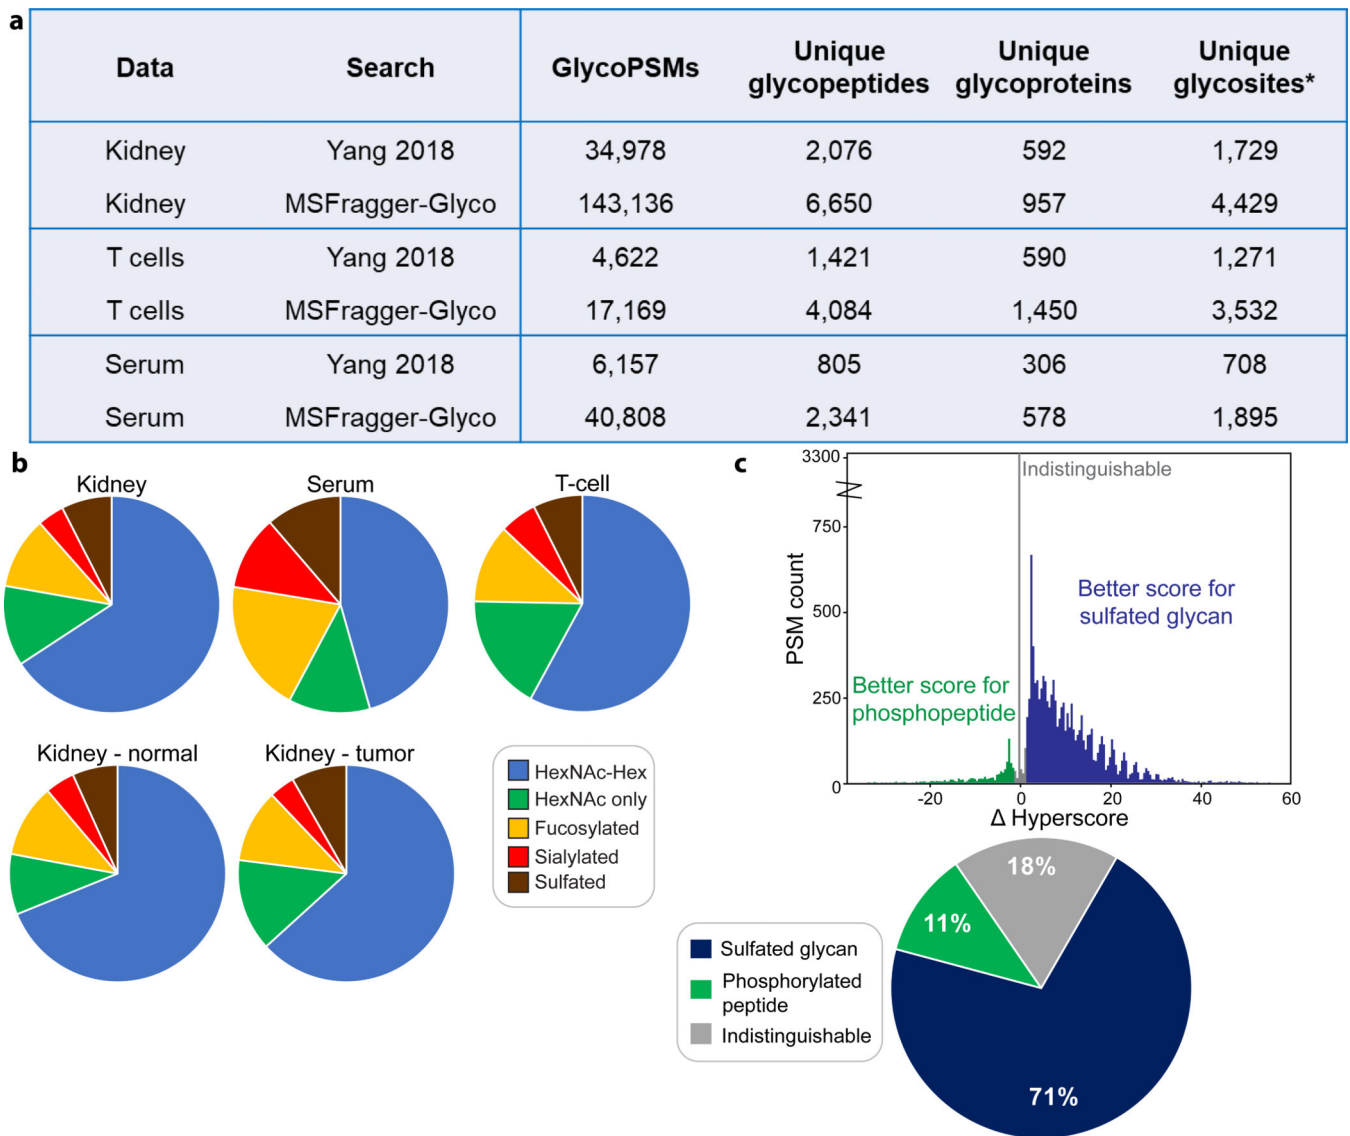 a
Data Search GlycoPSMs Unique glycopeptides Unique glycoproteins Unique glycosites*
Kidney Yang 2018 34,978 2,076 592 1,729
Kidney MSFragger-Glyco 143,136 6,650 957 4,429
T cells Yang 2018 4,622 1,421 590 1,271
T cells MSFragger-Glyco 17,169 4,084 1,450 3,532
Serum Yang 2018 6,157 805 306 708
Serum MSFragger-Glyco 40,808 2,341 578 1,895
b
Kidney
Serum
T-cell
Kidney - normal
Kidney - tumor
HexNAc-Hex
HexNAc only
Fucosylated
Sialylated
Sulfated
c
3300
750
500
250
0
PSM count
Indistinguishable
Better score for
sulfated glycan
Better score for
phosphopeptide
-20 0 20 40 60
Δ Hyperscore
Sulfated glycan
Phosphorylated
peptide
Indistinguishable
18%
11%
71%